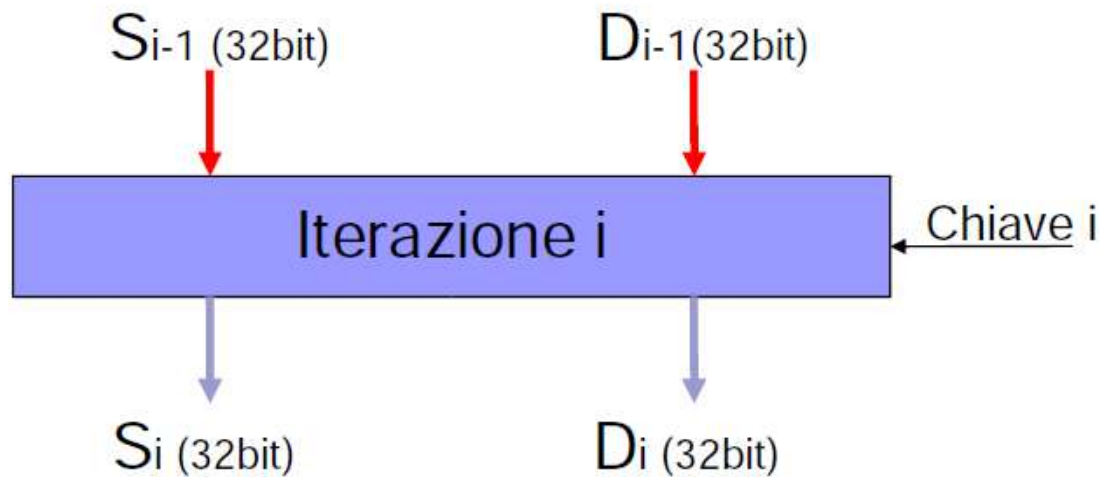 Si-1 (32bit) Di-1(32bit)
Iterazione i
Chiave i
Si (32bit) Di (32bit)